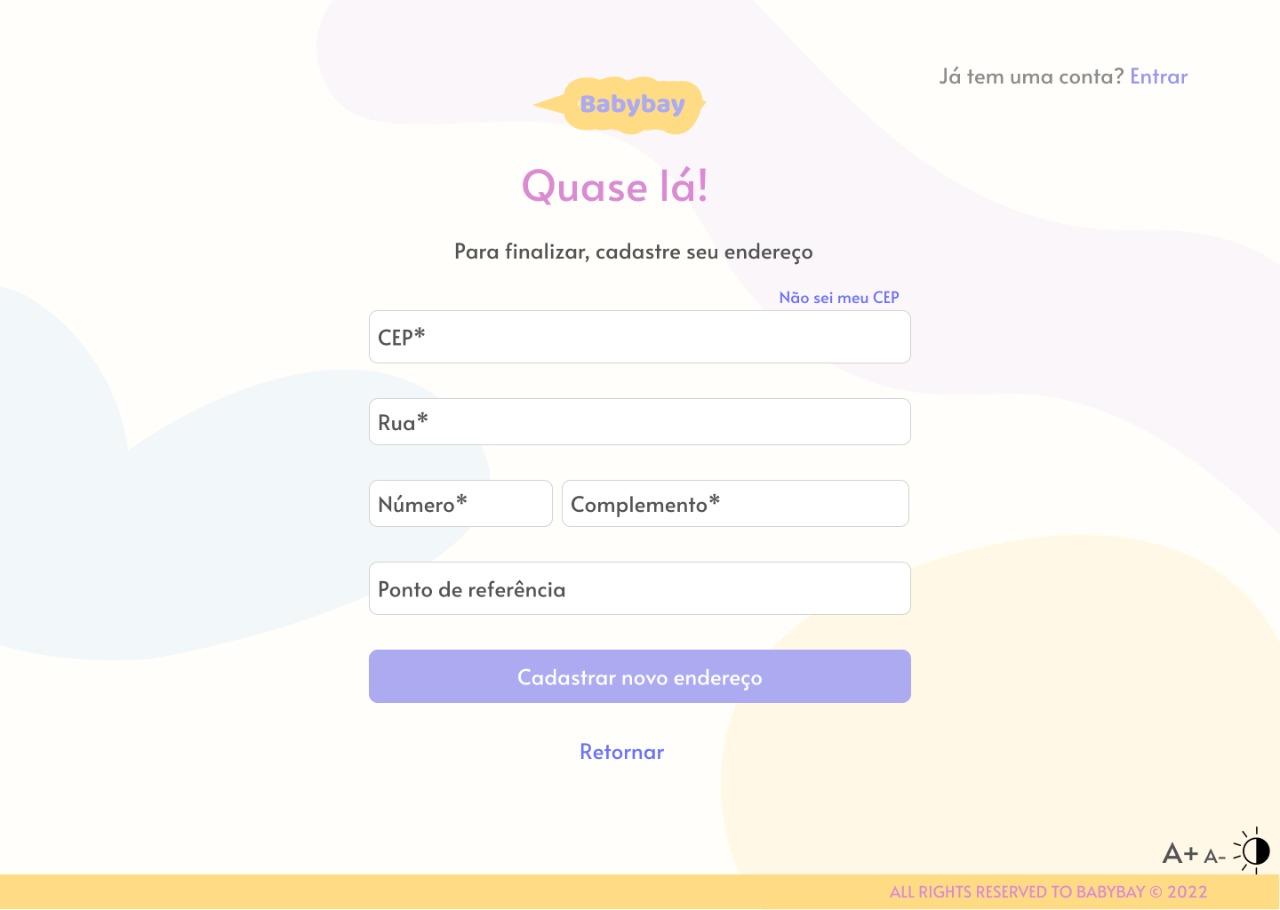 Já tem uma conta? Entrar
Babybay
Quase lá!
Para finalizar, cadastre seu endereço
Não sei meu CEP
CEP*
Rua*
Número* Complemento*
Ponto de referência
Cadastrar novo endereço
Retornar
A+ A-
ALL RIGHTS RESERVED TO BABYBAY © 2022